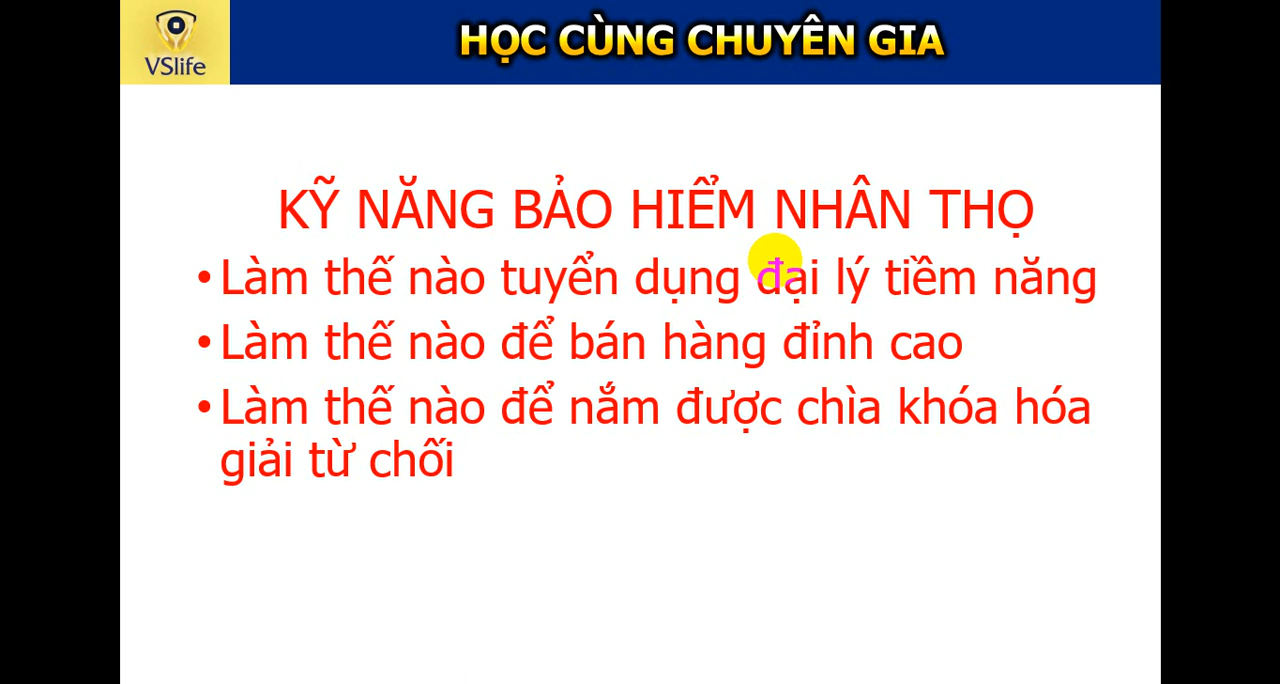 VSlife
HỌC CÙNG CHUYÊN GIA
KỸ NĂNG BẢO HIỂM NHÂN THỌ
•Làm thế nào tuyển dụng đại lý tiềm năng
•Làm thế nào để bán hàng đỉnh cao
•Làm thế nào để nắm được chìa khóa hóa
giải từ chối